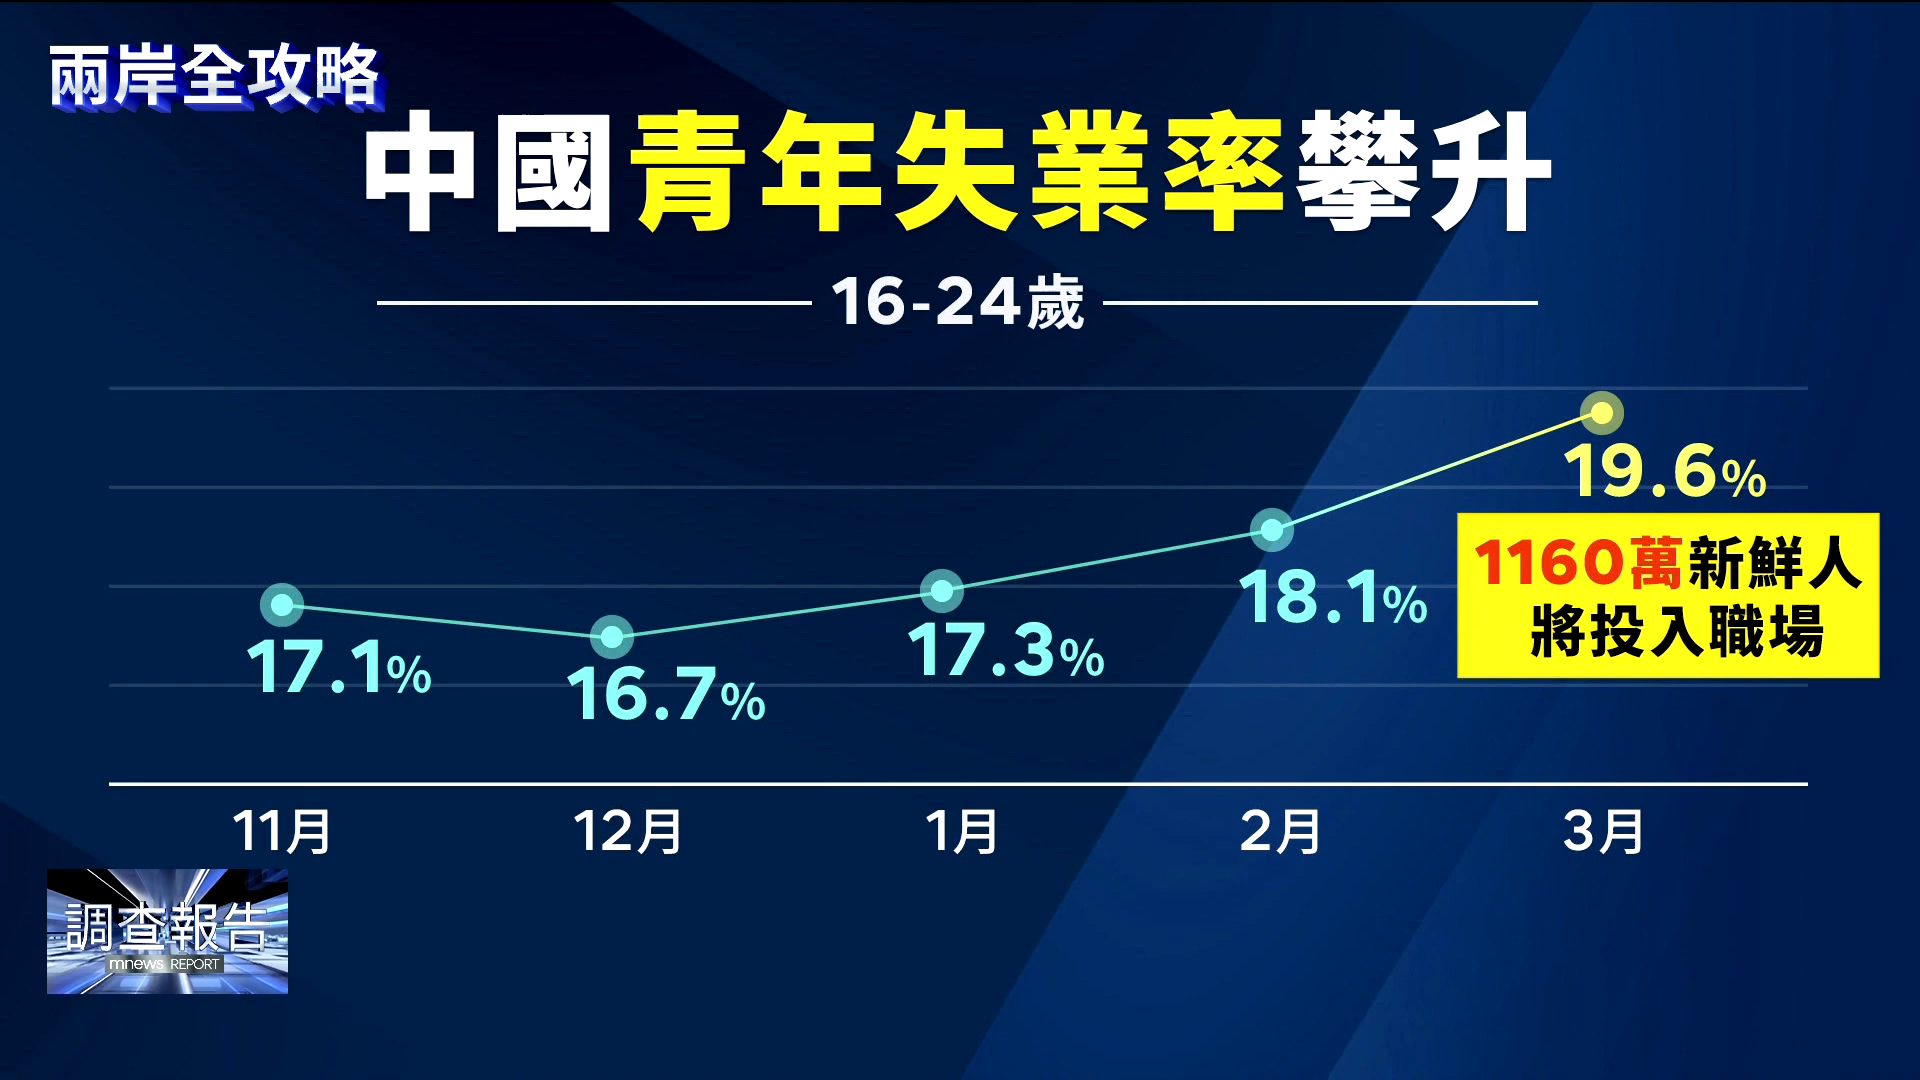 兩岸全攻略
中國青年失業率攀升
16-24歲
19.6%
18.1%
17.3%
17.1%
16.7%
1160萬新鮮人
將投入職場
11月
12月
1月
2月
3月
調查報告
mnews REPORT